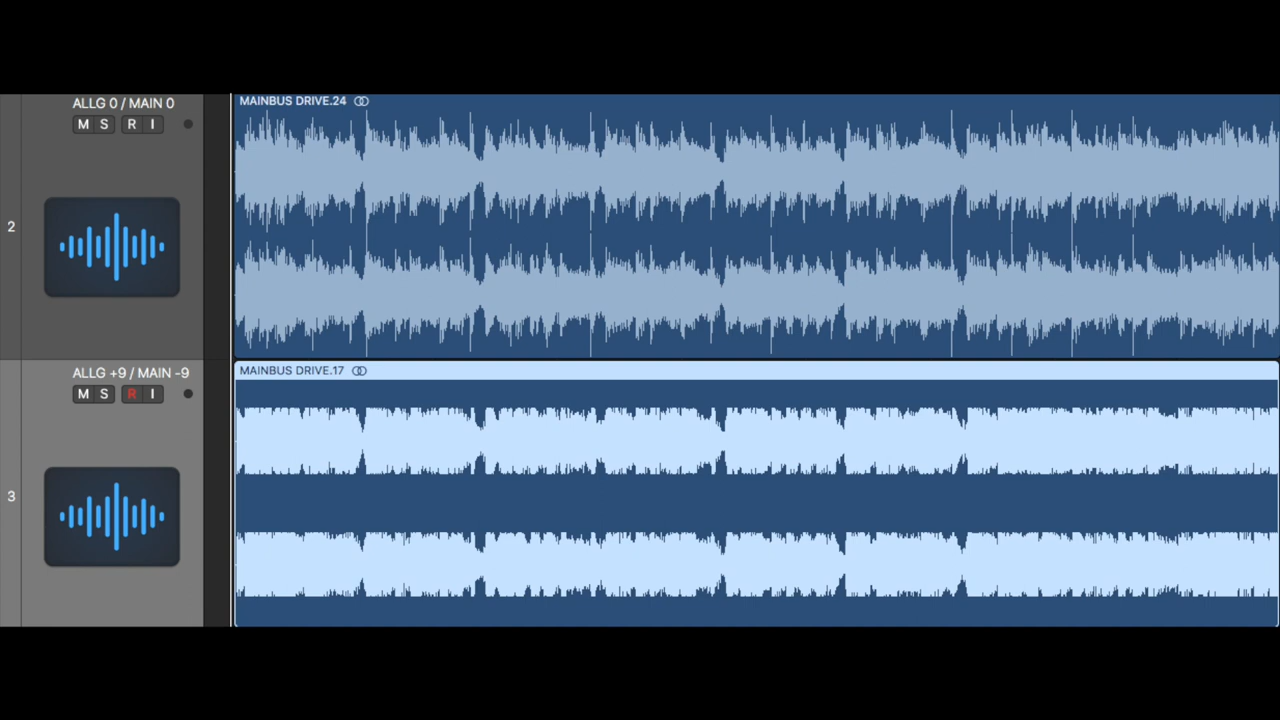 ALLG 0 / MAIN 0
M S R I
2
MAINBUS DRIVE.24
ALLG +9 / MAIN -9
M S R I
3
MAINBUS DRIVE.17